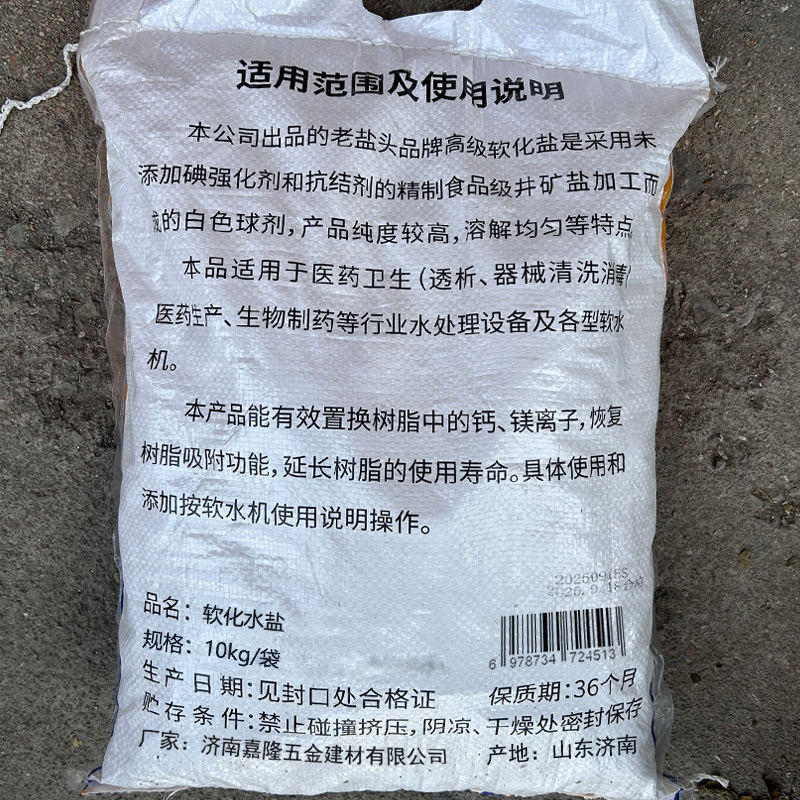 适用范围及使用说明
本公司出品的老盐头品牌高级软化盐是采用未
添加碘强化剂和抗结剂的精制食品级井矿盐加工而
成的白色球剂，产品纯度较高，溶解均匀等特点
本品适用于医药卫生（透析、器械清洗消毒）
医药生产、生物制药等行业水处理设备及各型软水
机。
本产品能有效置换树脂中的钙、镁离子，恢复
树脂吸附功能，延长树脂的使用寿命。具体使用和
添加按软水机使用说明操作。
20250918S
2025.9.18合格
品名：软化水盐
规格：10kg/袋
6 978734 724513
生产日期：见封口处合格证
保质期：36个月
贮存条件：禁止碰撞挤压，阴凉、干燥处密封保存
厂家：济南嘉隆五金建材有限公司
产地：山东济南